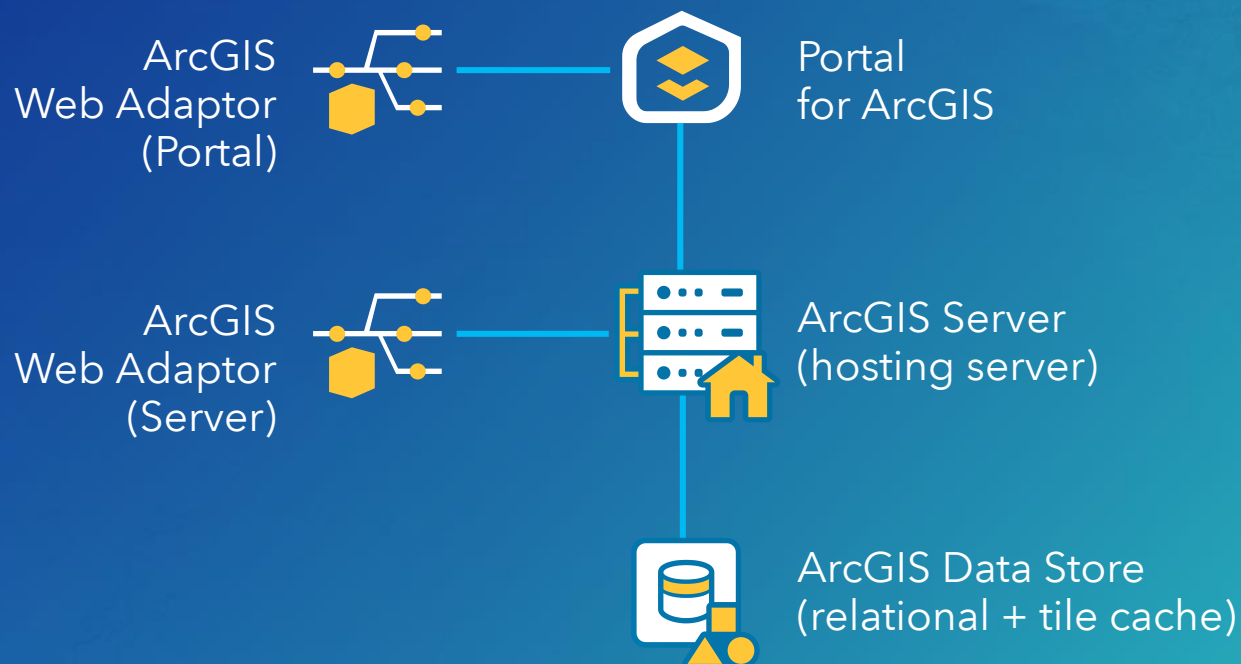 ArcGIS
Web Adaptor
(Portal)
Portal
for ArcGIS
ArcGIS
Web Adaptor
(Server)
ArcGIS Server
(hosting server)
ArcGIS Data Store
(relational + tile cache)